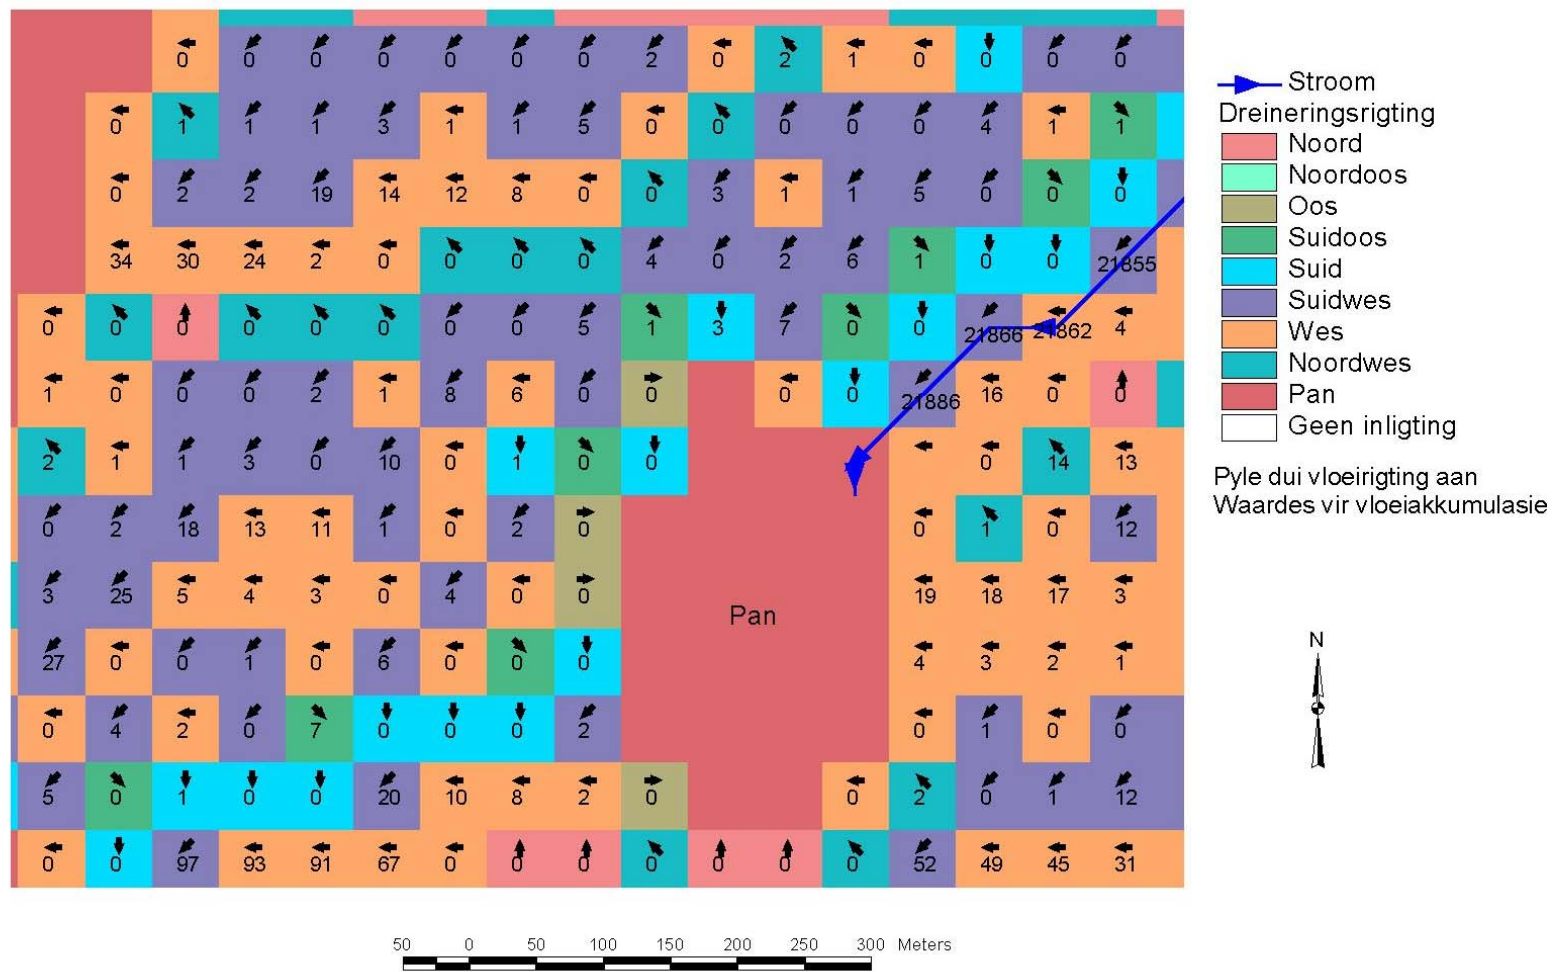 0 0 0 0 0 0 0 2 0 2 1 0 0 0 0
0 1 1 1 3 1 1 5 0 0 0 0 0 4 1 1
0 2 2 19 14 12 8 0 0 3 1 1 5 0 0 0
34 30 24 2 0 0 0 0 4 0 2 6 1 0 0 21855
0 0 0 0 0 0 0 0 5 1 3 7 0 0 21866 21862 4
1 0 0 0 2 1 8 6 0 0 0 0 21886 16 0 0
2 1 1 3 0 10 0 1 0 0 0 14 13
0 2 18 13 11 1 0 2 0 0 1 0 12
3 25 5 4 3 0 4 0 0 19 18 17 3
Pan
27 0 0 1 0 6 0 0 0 4 3 2 1
0 4 2 0 7 0 0 0 2 0 1 0 0
5 0 1 0 0 20 10 8 2 0 0 2 0 1 12
0 0 97 93 91 67 0 0 0 0 0 0 0 52 49 45 31
Stroom
Dreineringsrigting
Noord
Noordoos
Oos
Suidoos
Suid
Suidwes
Wes
Noordwes
Pan
Geen inligting
Pyle dui vloeirigting aan
Waardes vir vloeiakkumulasie
N
50 0 50 100 150 200 250 300 Meters